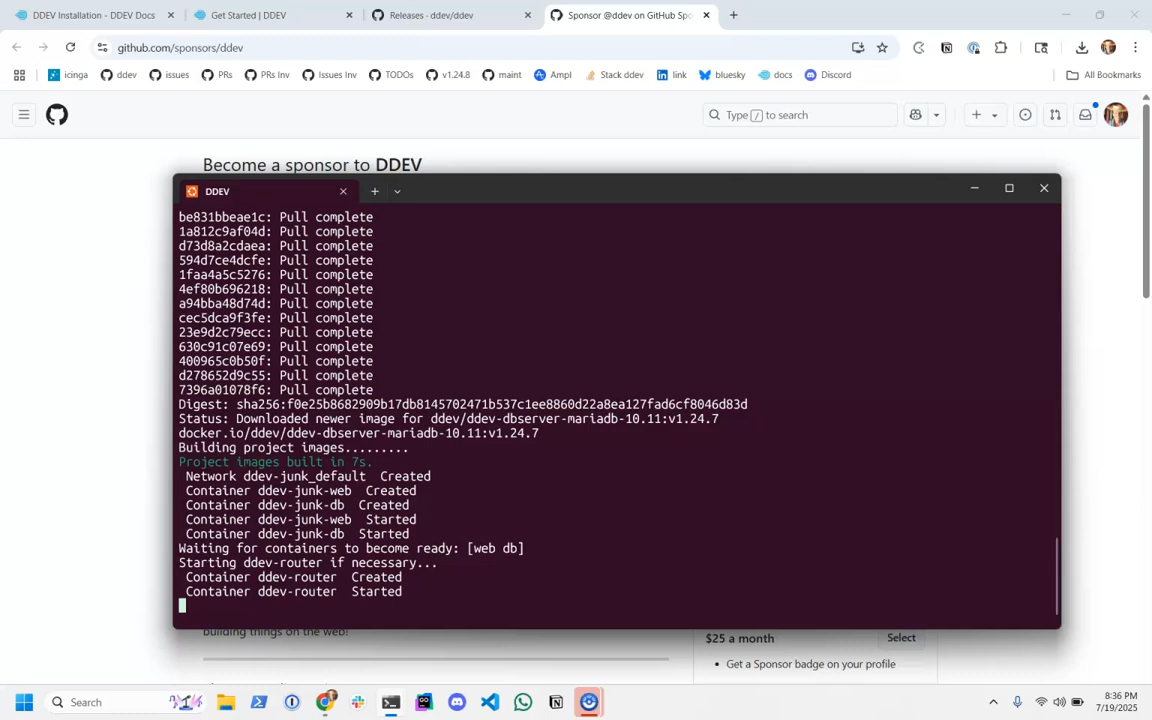 DDEV Installation - DDEV Docs
Get Started | DDEV
Releases · ddev/ddev
Sponsor @ddev on GitHub Spo
github.com/sponsors/ddev
icinga
ddev
issues
PRs
PRs Inv
Issues Inv
TODOs
v1.24.8
maint
Ampl
Stack ddev
link
bluesky
docs
Discord
All Bookmarks
Type / to search
Become a sponsor to DDEV
DDEV
be831bbeae1c: Pull complete
1a812c9af04d: Pull complete
d73d8a2cdaea: Pull complete
594d7ce4dcfe: Pull complete
1faa4a5c5276: Pull complete
4ef80b696218: Pull complete
a94bba48d74d: Pull complete
cec5dca9f3fe: Pull complete
23e9d2c79ecc: Pull complete
630c91c07e69: Pull complete
400965c0b50f: Pull complete
d278652d9c55: Pull complete
7396a01078f6: Pull complete
Digest: sha256:f0e25b8682909b17db8145702471b537c1ee8860d22a8ea127fad6cf8046d83d
Status: Downloaded newer image for ddev/ddev-dbserver-mariadb-10.11:v1.24.7
docker.io/ddev/ddev-dbserver-mariadb-10.11:v1.24.7
Building project images.........
Project images built in 7s.
Network ddev-junk_default  Created
Container ddev-junk-web  Created
Container ddev-junk-db  Created
Container ddev-junk-web  Started
Container ddev-junk-db  Started
Waiting for containers to become ready: [web db]
Starting ddev-router if necessary...
Container ddev-router  Created
Container ddev-router  Started
building things on the web!
$25 a month
Select
• Get a Sponsor badge on your profile
Search
8:36 PM
7/19/2025